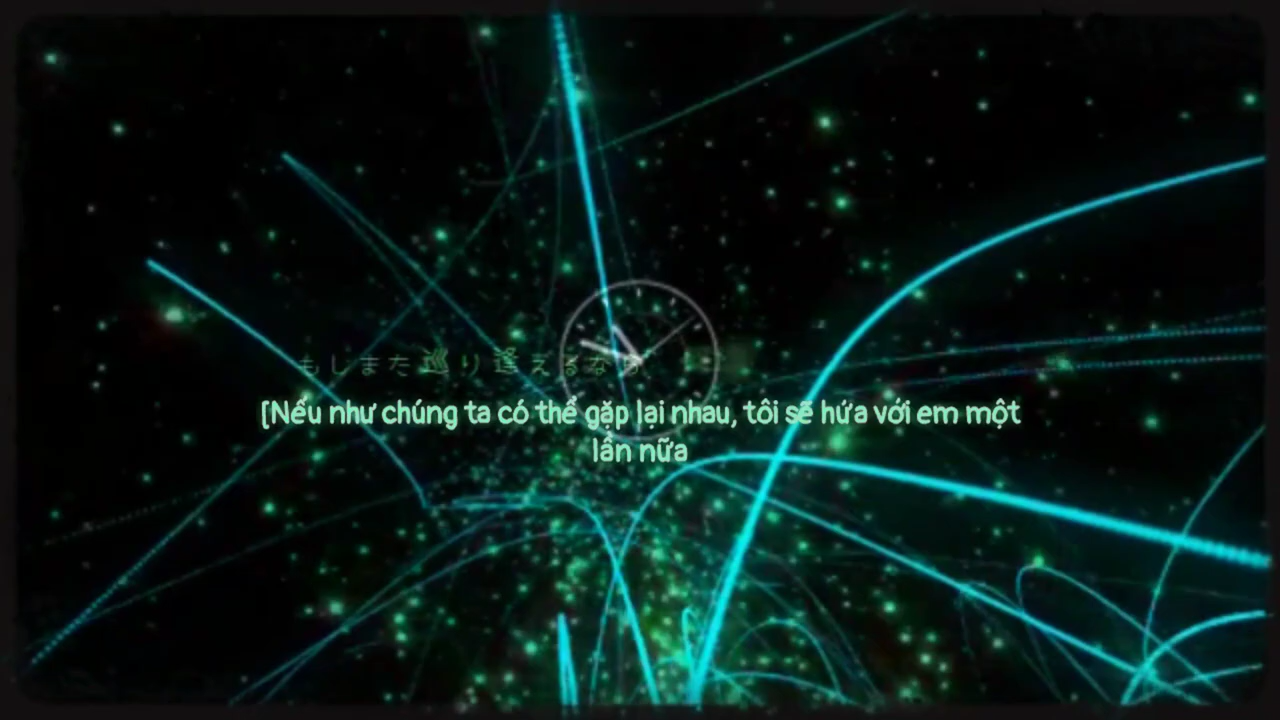 もしまた巡り逢えるなら
[Nếu như chúng ta có thể gặp lại nhau, tôi sẽ hứa với em một
lần nữa